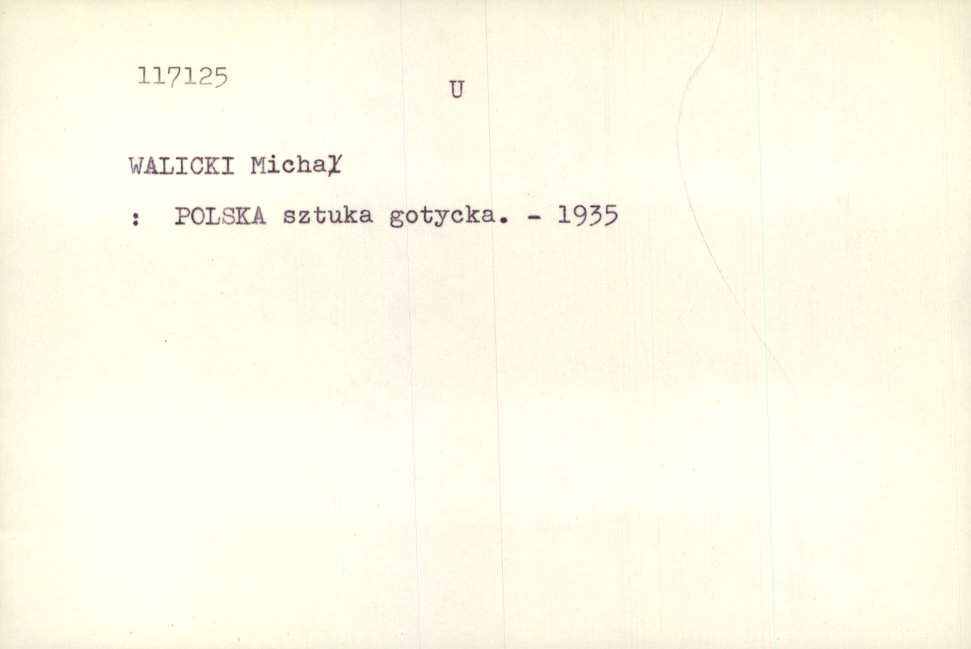 117125
U
WALICKI Michał
: POLSKA sztuka gotycka. - 1935